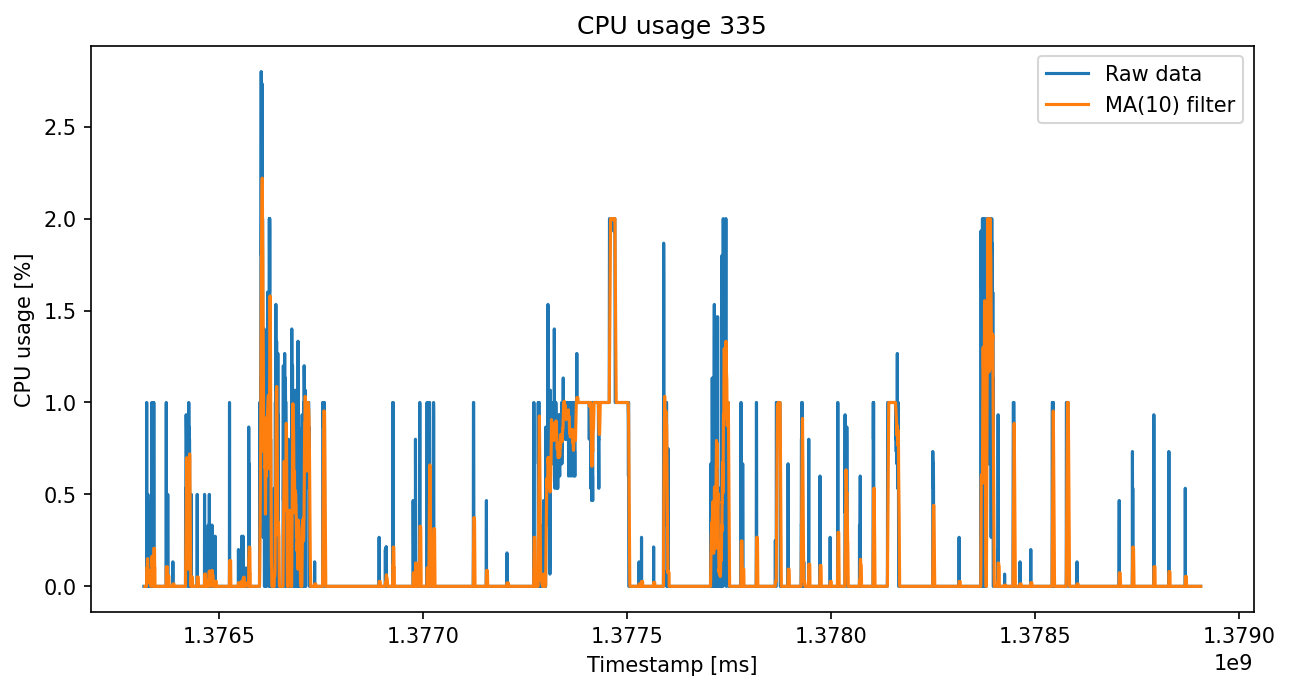 CPU usage 335
Raw data
MA(10) filter
CPU usage [%]
2.5
2.0
1.5
1.0
0.5
0.0
1.3765
1.3770
1.3775
1.3780
1.3785
1.3790
1e9
Timestamp [ms]